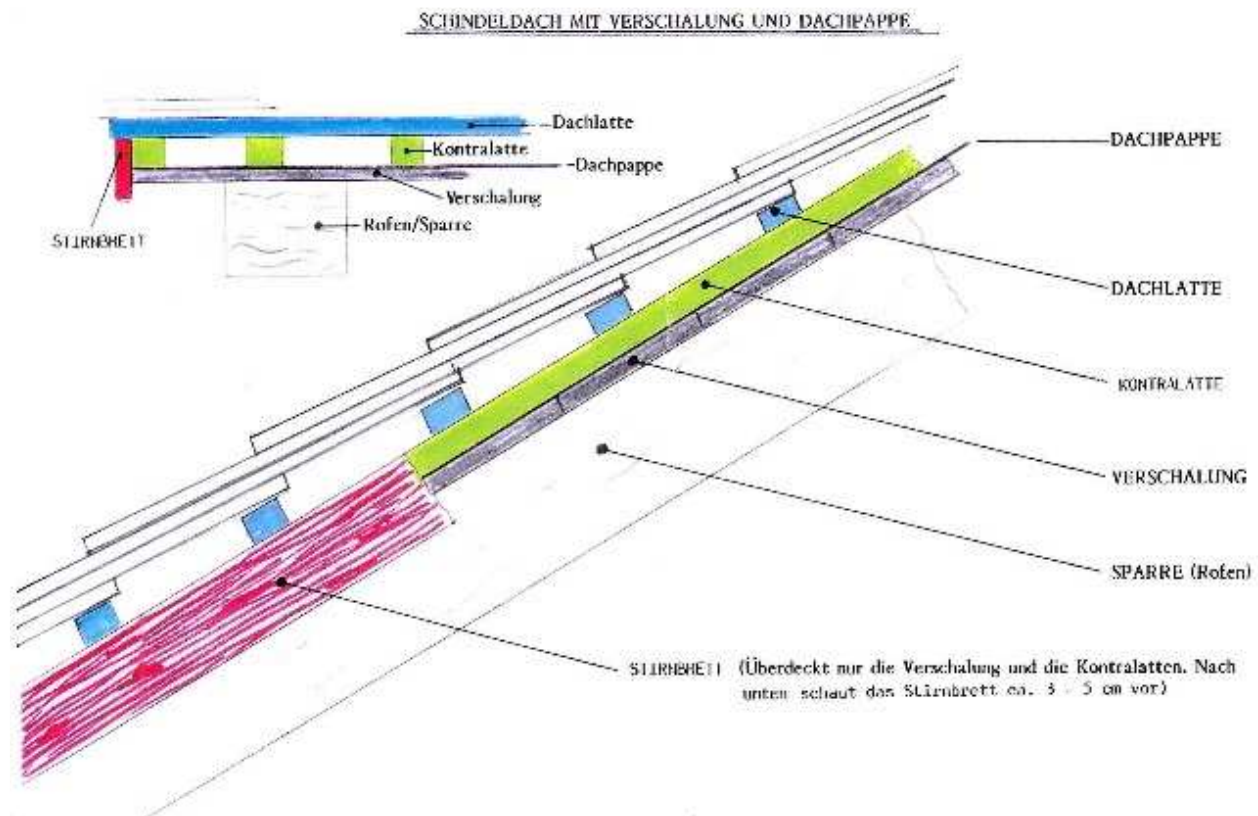 SCHINDELDACH MIT VERSCHALUNG UND DACHPAPPE
Dachlatte
Kontralatte
Dachpappe
Verschalung
Rofen/Sparre
STIRNBRETT
DACHPAPPE
DACHLATTE
KONTRALATTE
VERSCHALUNG
SPARRE (Rofen)
STIRNBRETT (Überdeckt nur die Verschalung und die Kontralatten. Nach
unten schaut das Stirnbrett ca. 3 - 5 cm vor)